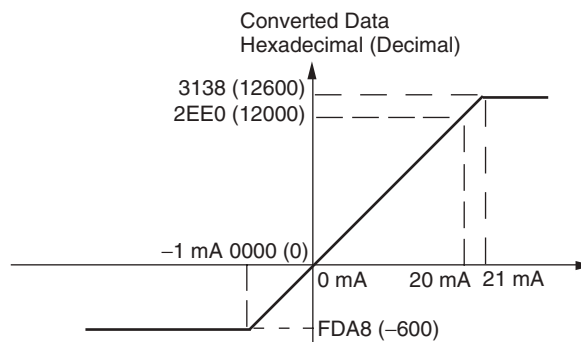 Converted Data
Hexadecimal (Decimal)
3138 (12600)
2EE0 (12000)
−1 mA 0000 (0)
0 mA
20 mA
21 mA
FDA8 (−600)